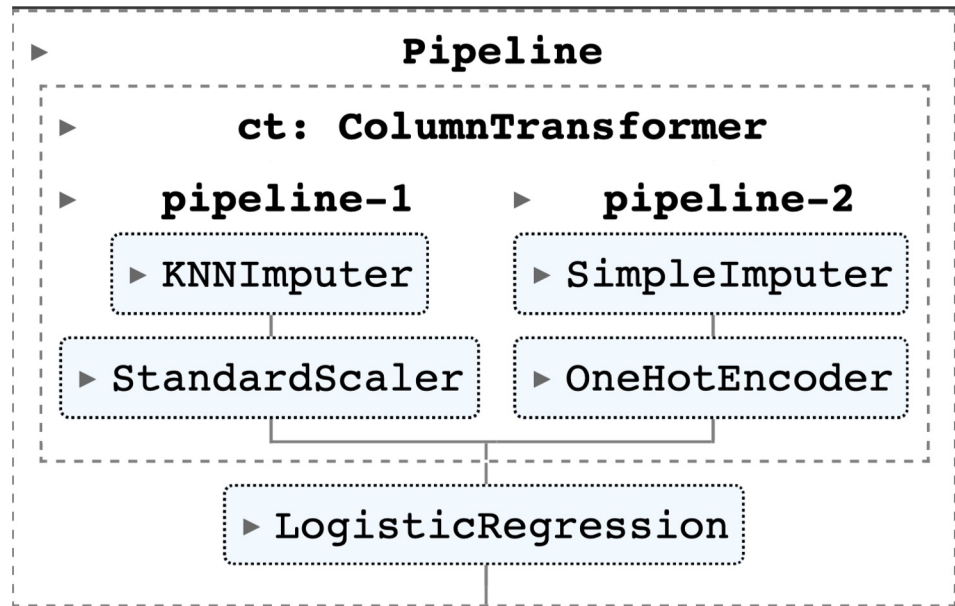 Pipeline
ct: ColumnTransformer
pipeline-1 pipeline-2
KNNImputer SimpleImputer
StandardScaler OneHotEncoder
LogisticRegression